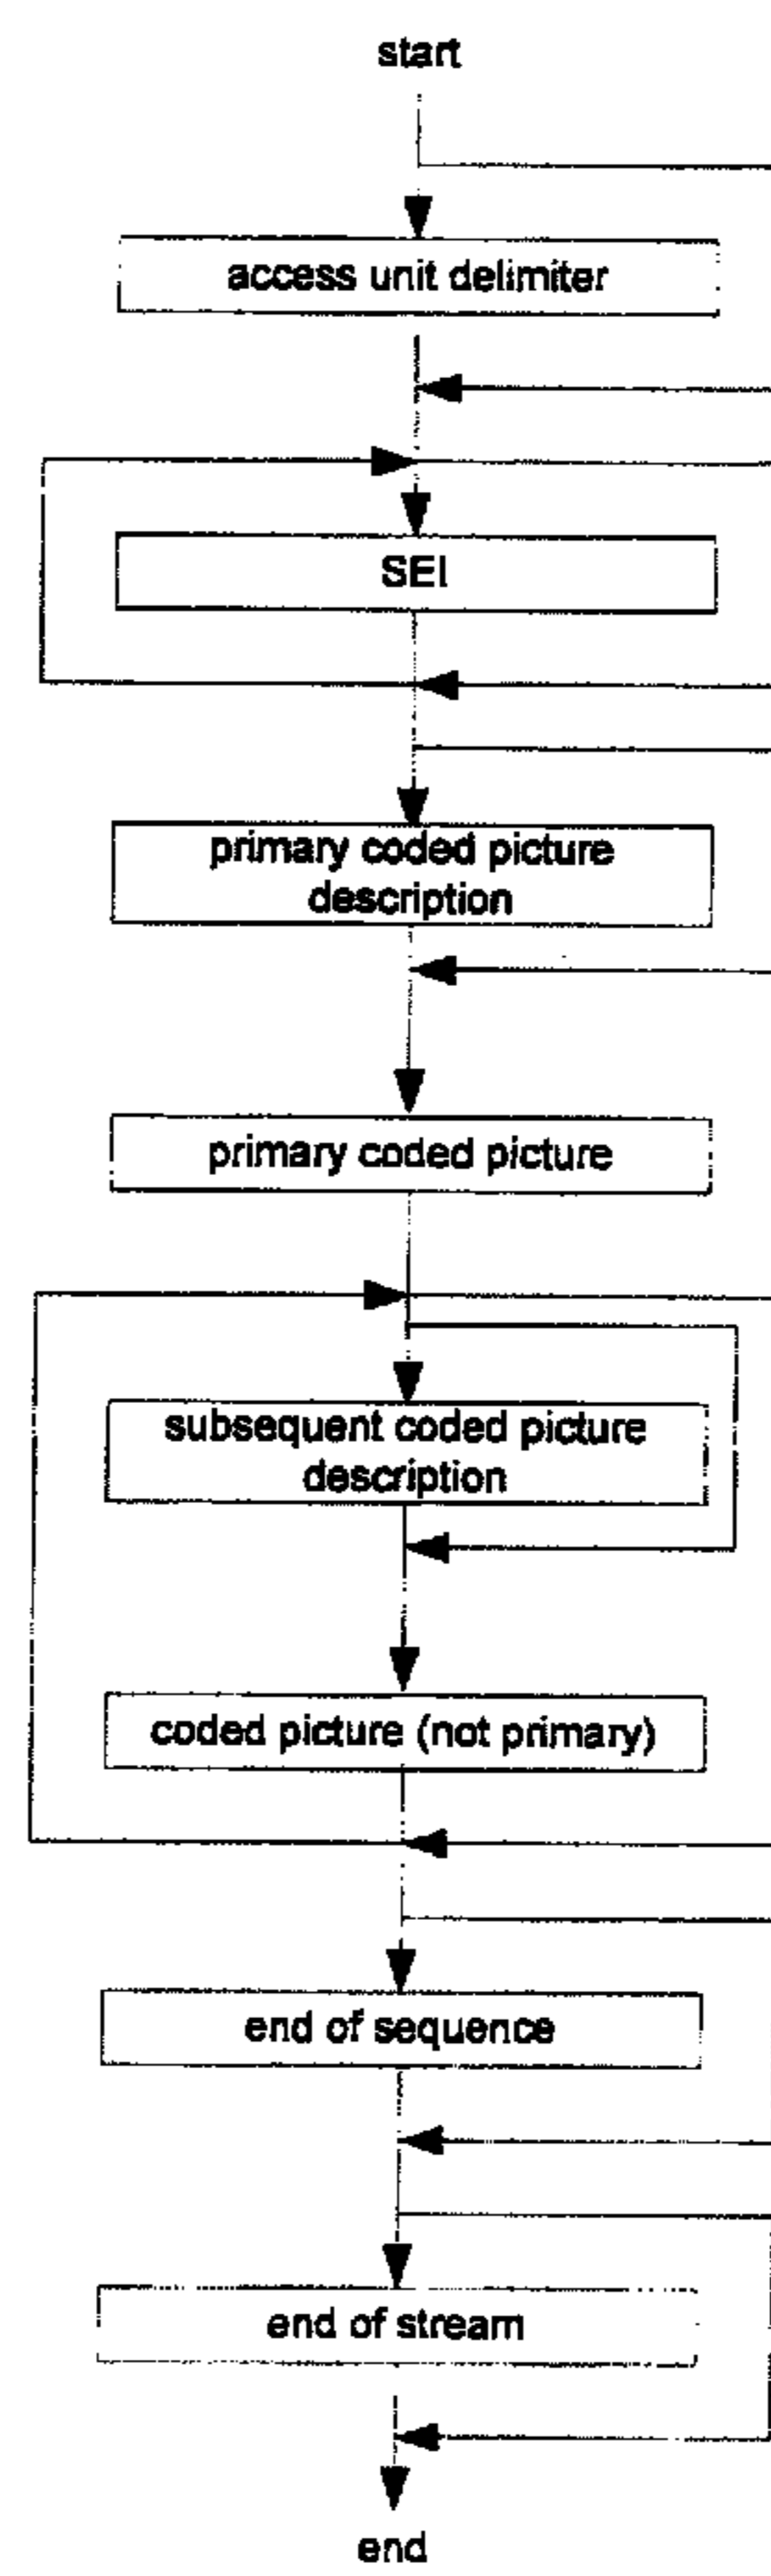 start
access unit delimiter
SEI
primary coded picture
description
primary coded picture
subsequent coded picture
description
coded picture (not primary)
end of sequence
end of stream
end